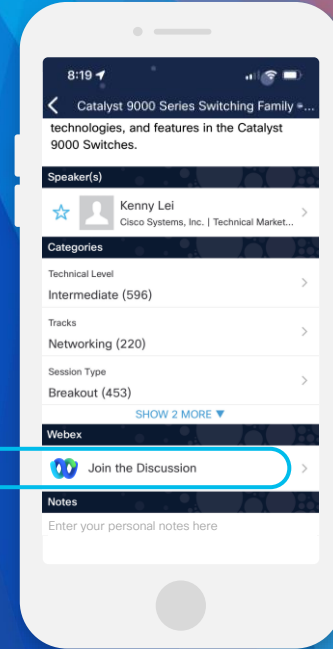 8:19
Catalyst 9000 Series Switching Family -...
technologies, and features in the Catalyst
9000 Switches.
Speaker(s)
Kenny Lei
Cisco Systems, Inc. | Technical Market...
Categories
Technical Level
Intermediate (596)
Tracks
Networking (220)
Session Type
Breakout (453)
SHOW 2 MORE ▼
Webex
Join the Discussion
Notes
Enter your personal notes here